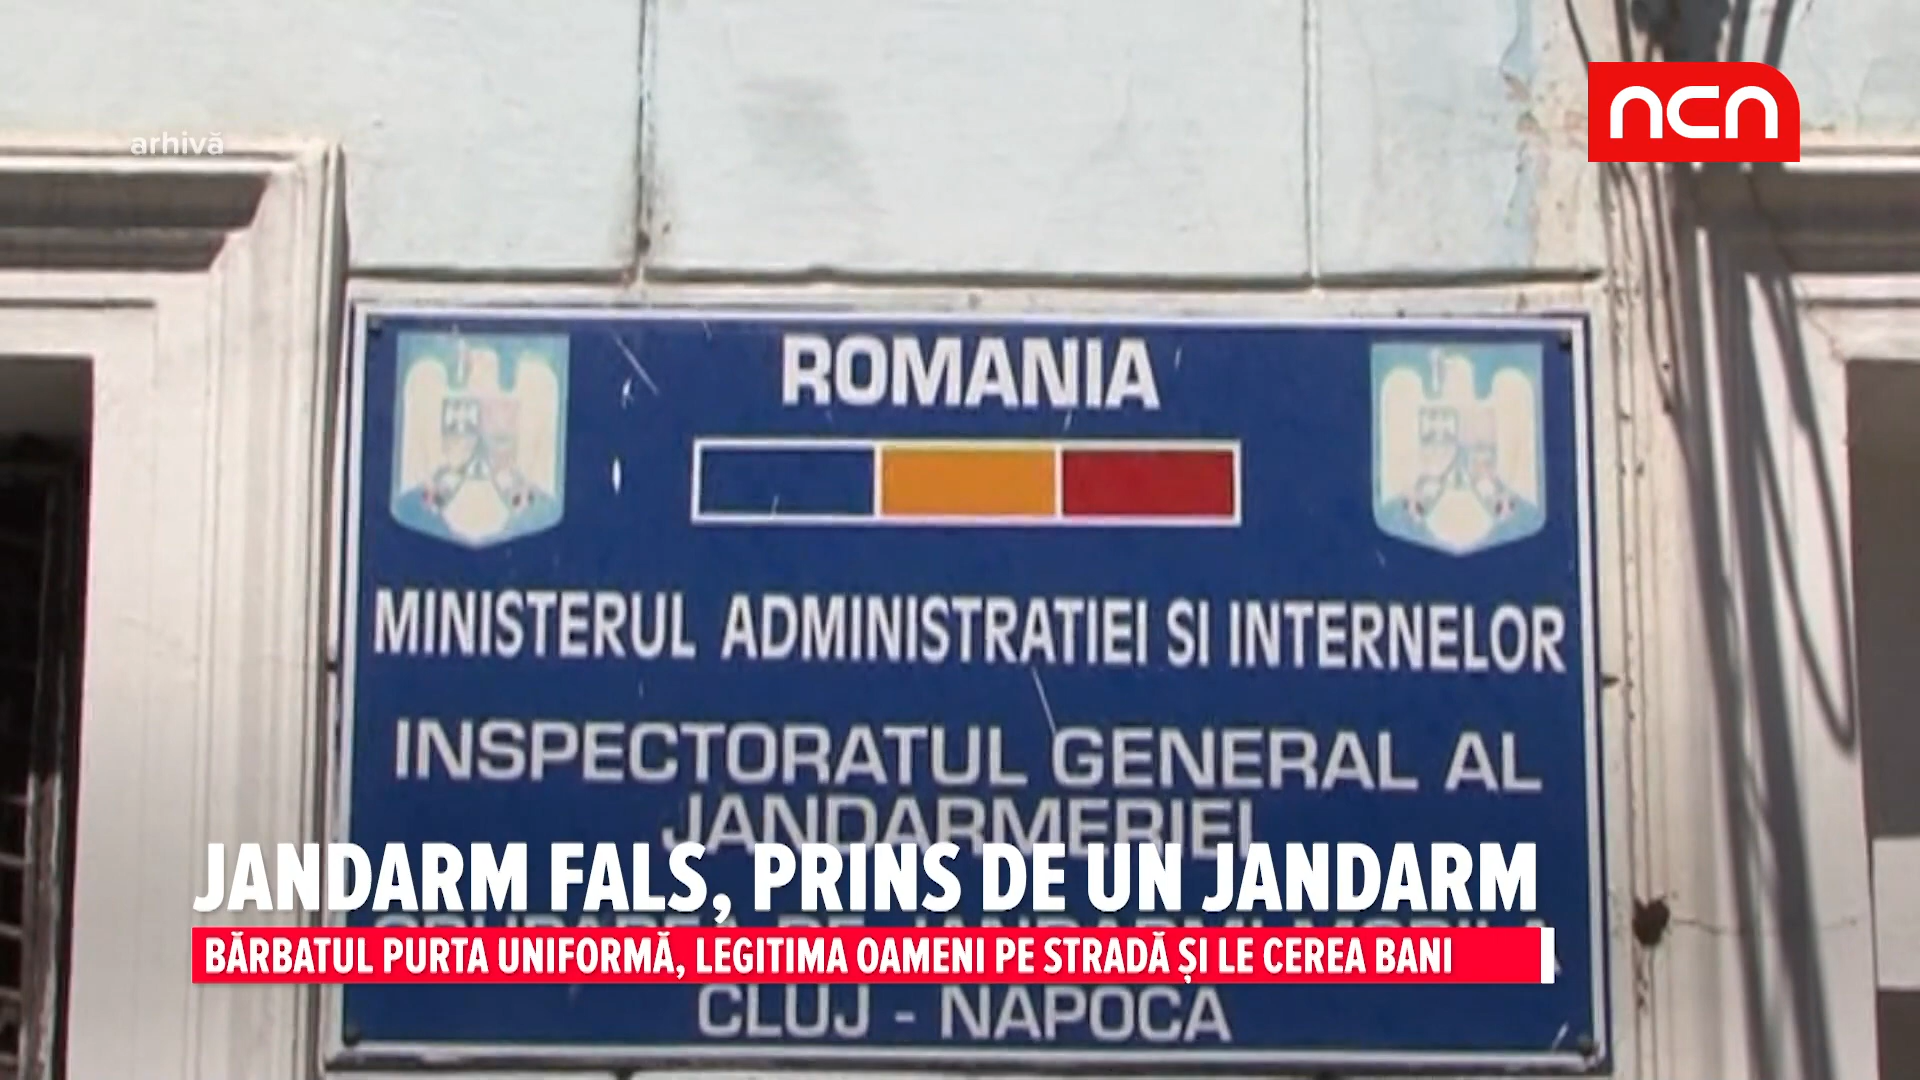 ncn
arhivă
ROMANIA
MINISTERUL ADMINISTRATIEI SI INTERNELOR
INSPECTORATUL GENERAL AL
JANDARMERIEI
JANDARM FALS, PRINS DE UN JANDARM
BĂRBATUL PURTA UNIFORMĂ, LEGITIMA OAMENI PE STRADĂ ȘI LE CEREA BANI
CLUJ - NAPOCA